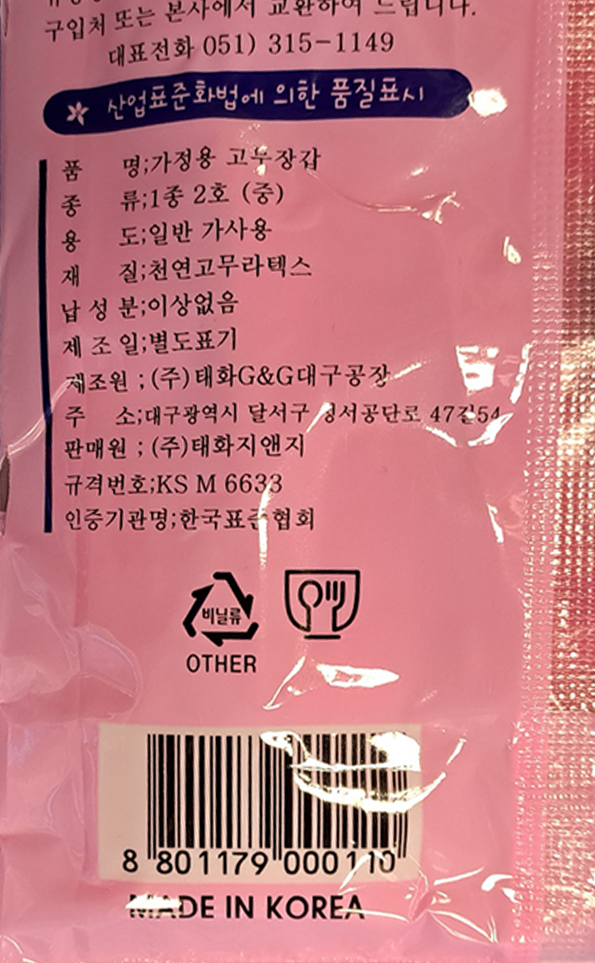 구입처 또는 본사에서 교환하여 드립니다.
대표전화 051) 315-1149
산업표준화법에 의한 품질표시
품 명;가정용 고무장갑
종 류;1종 2호 (중)
용 도;일반 가사용
재 질;천연고무라텍스
납 성 분;이상없음
제 조 일;별도표기
제조원 ; (주)태화G&G대구공장
주 소;대구광역시 달서구 성서공단로 47길54
판매원 ; (주)태화지앤지
규격번호;KS M 6633
인증기관명;한국표준협회
비닐류
OTHER
8 801179 000110
MADE IN KOREA